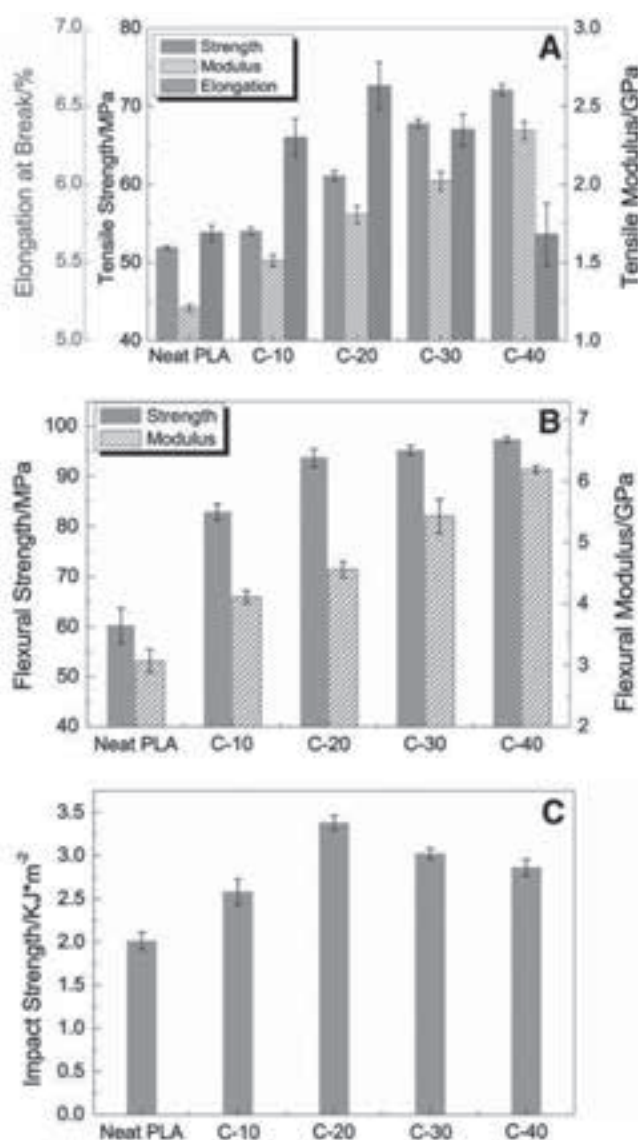 A
Strength
Modulus
Elongation
Elongation at Break/%
7.0
6.5
6.0
5.5
5.0
Tensile Strength/MPa
80
70
60
50
40
Tensile Modulus/GPa
3.0
2.5
2.0
1.5
1.0
Neat PLA C-10 C-20 C-30 C-40
B
Strength
Modulus
Flexural Strength/MPa
100
90
80
70
60
50
40
Flexural Modulus/GPa
7
6
5
4
3
2
Neat PLA C-10 C-20 C-30 C-40
C
Impact Strength/KJ*m⁻²
3.5
3.0
2.5
2.0
1.5
1.0
0.5
0.0
Neat PLA C-10 C-20 C-30 C-40